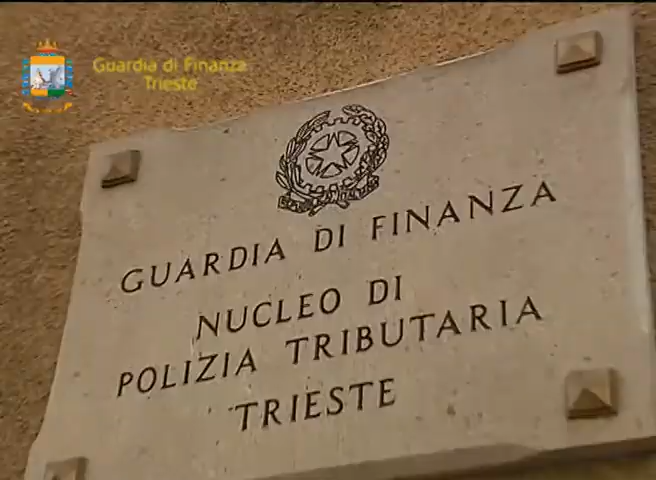 Guardia di Finanza
Trieste
GUARDIA DI FINANZA
NUCLEO DI
POLIZIA TRIBUTARIA
TRIESTE